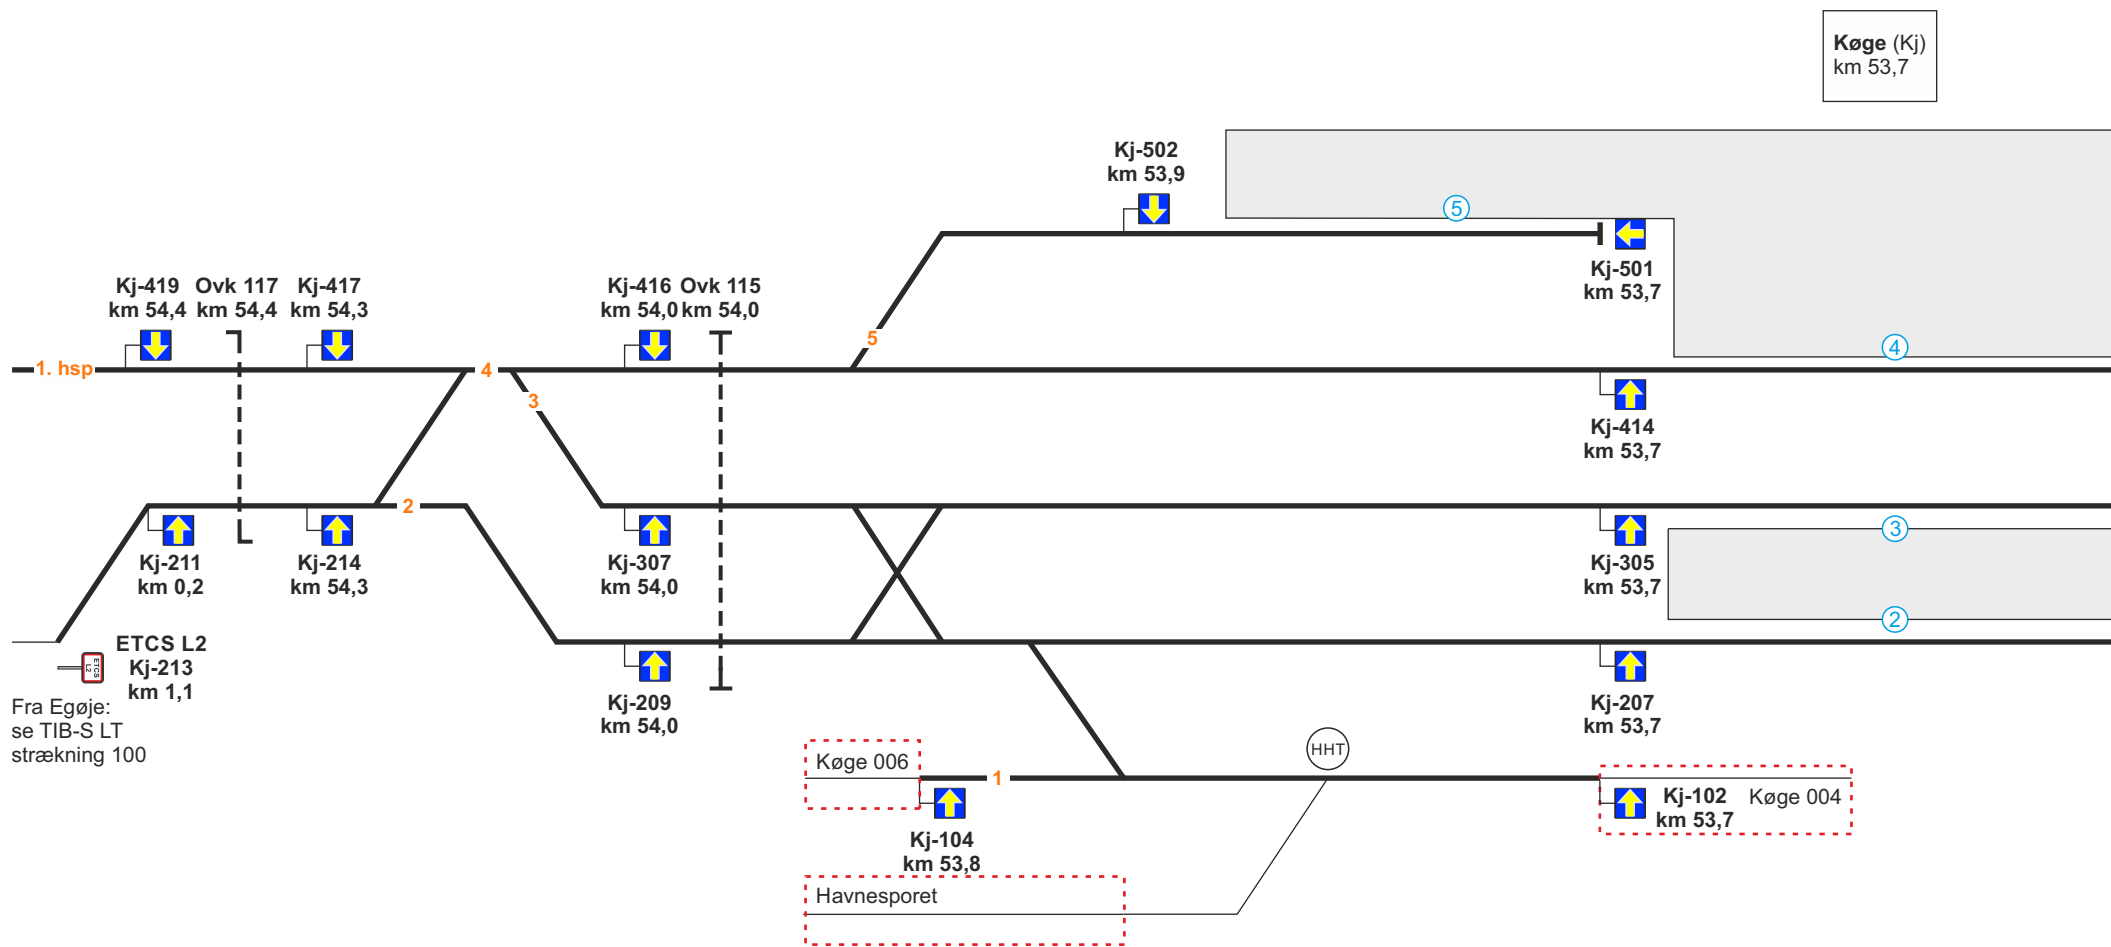 Køge (Kj)
km 53,7
Kj-502
km 53,9
5
Kj-501
km 53,7
Kj-419
km 54,4
Ovk 117
km 54,4
Kj-417
km 54,3
Kj-416
km 54,0
Ovk 115
km 54,0
5
4
1. hsp
4
3
Kj-414
km 53,7
2
3
Kj-211
km 0,2
Kj-214
km 54,3
Kj-307
km 54,0
Kj-305
km 53,7
2
ETCS L2
Kj-213
km 1,1
ETCS
L2
Fra Egøje:
se TIB-S LT
strækning 100
Kj-209
km 54,0
Kj-207
km 53,7
HHT
Køge 006
1
Kj-102
km 53,7
Køge 004
Kj-104
km 53,8
Havnesporet